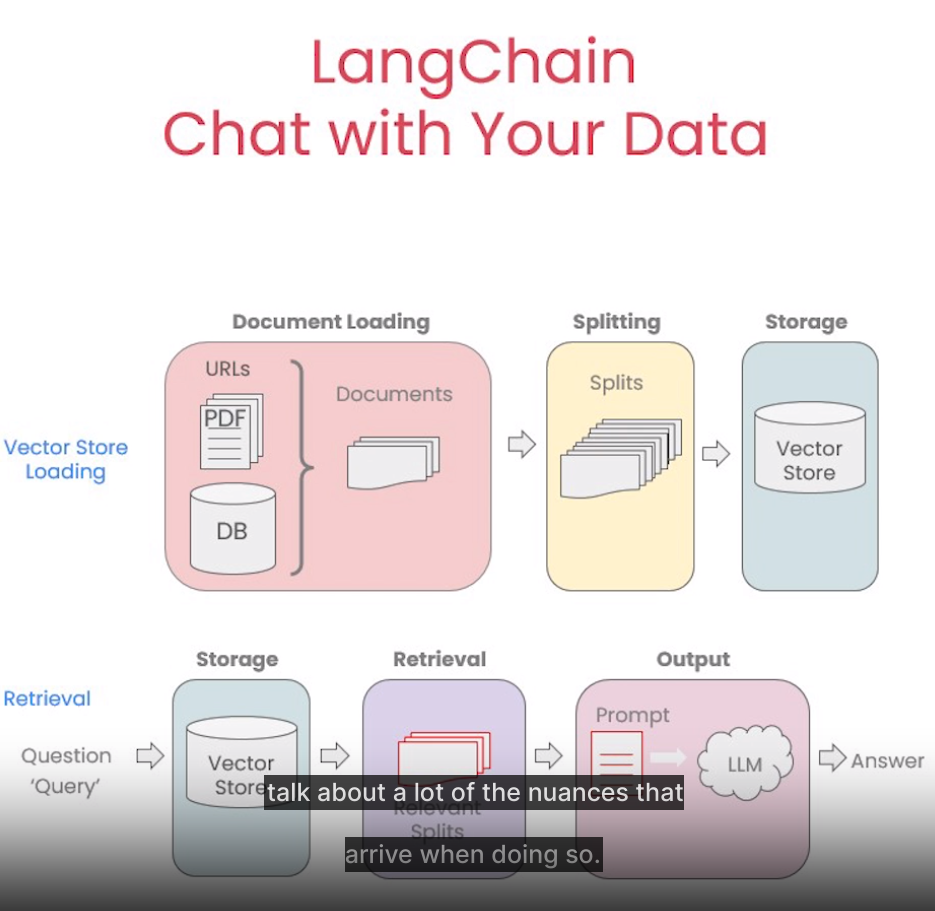 LangChain
Chat with Your Data
Document Loading
Splitting
Storage
URLs
PDF
DB
Documents
Splits
Vector
Store
Vector Store
Loading
Storage
Retrieval
Output
Retrieval
Question
‘Query’
Vector
Store
Relevant
Splits
Prompt
LLM
Answer
talk about a lot of the nuances that
arrive when doing so.